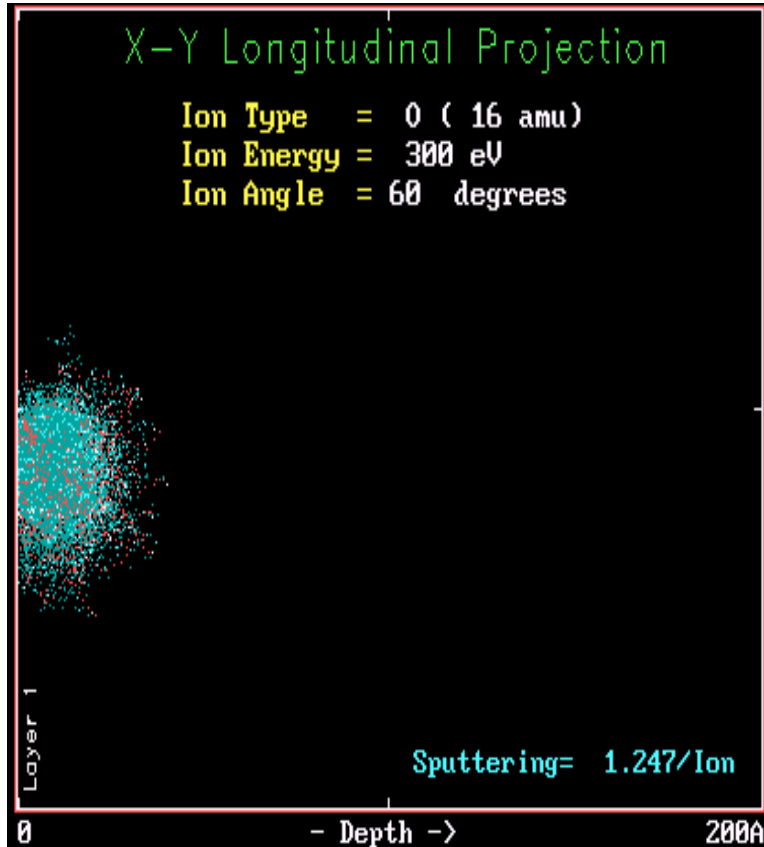 X-Y Longitudinal Projection
Ion Type = O ( 16 amu)
Ion Energy = 300 eV
Ion Angle = 60 degrees
Layer 1
Sputtering= 1.247/Ion
0 - Depth -> 200A